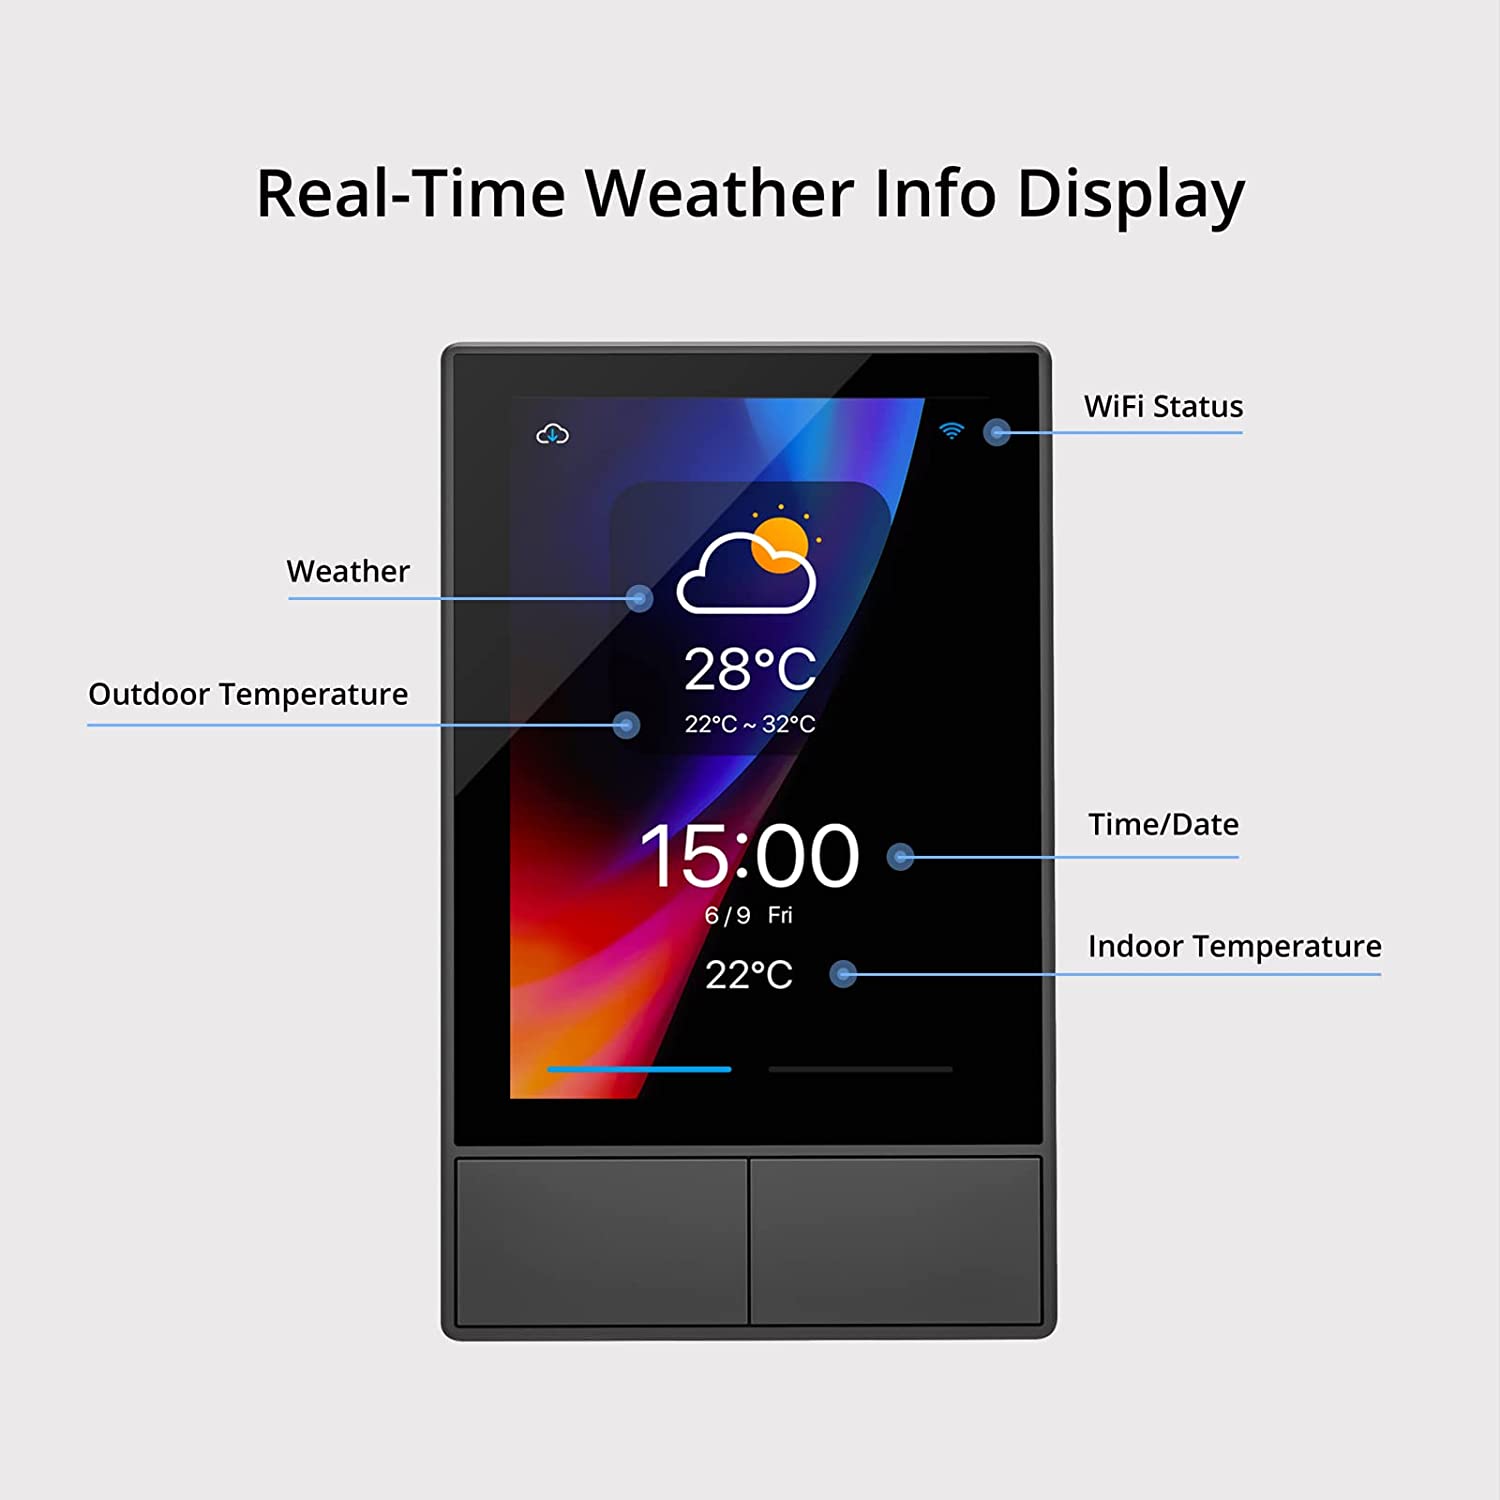 Real-Time Weather Info Display
WiFi Status
Weather
28°C
Outdoor Temperature
22°C ~ 32°C
15:00
Time/Date
6/9 Fri
Indoor Temperature
22°C